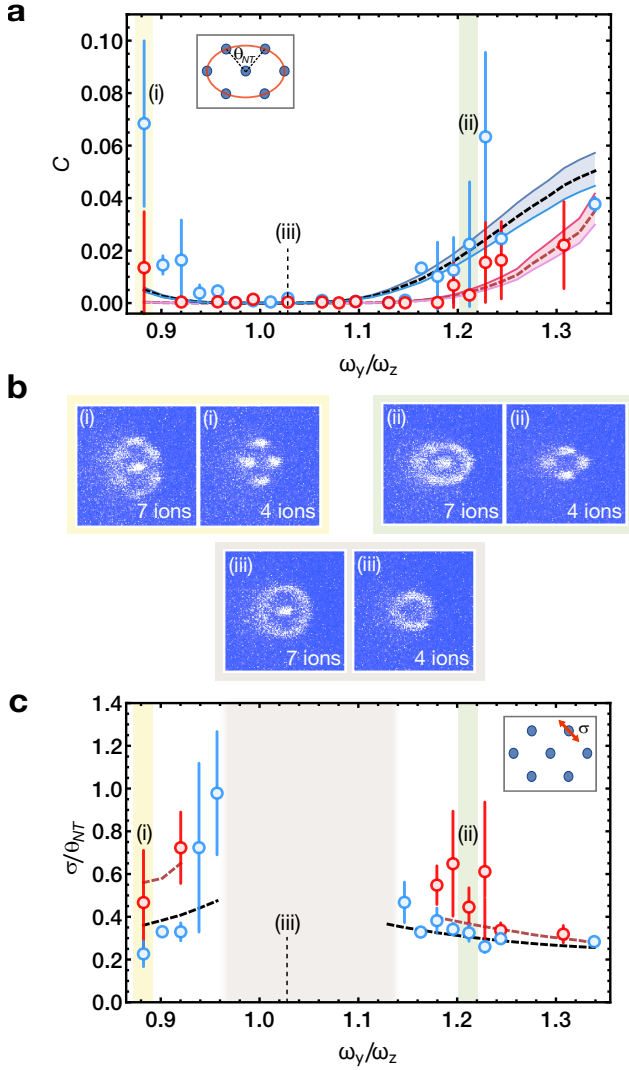 a
0.10
0.08
0.06
0.04
0.02
0.00
C
θNT
(i)
(ii)
(iii)
0.9 1.0 1.1 1.2 1.3
ωy/ωz
b
(i) (i) (ii) (ii)
7 ions 4 ions 7 ions 4 ions
(iii) (iii)
7 ions 4 ions
c
1.4
1.2
1.0
0.8
0.6
0.4
0.2
0.0
σ/θNT
σ
(i)
(ii)
(iii)
0.9 1.0 1.1 1.2 1.3
ωy/ωz